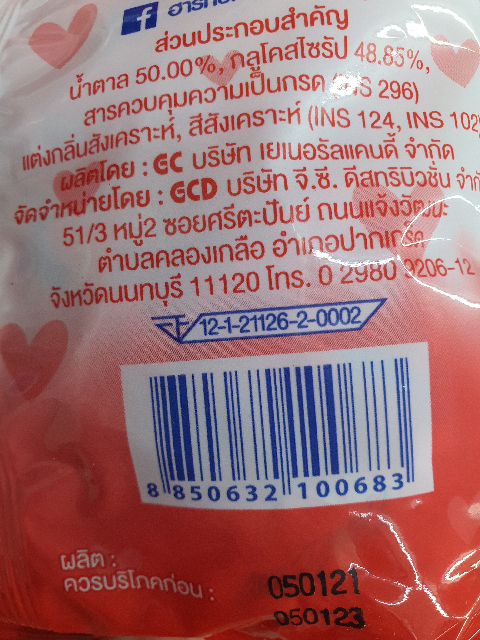 ส่วนประกอบสำคัญ
น้ำตาล 50.00%, กลูโคสไซรัป 48.85%,
สารควบคุมความเป็นกรด 296)
แต่งกลิ่นสังเคราะห์, สีสังเคราะห์ (INS 124, INS 102)
ผลิตโดย : GC บริษัท เยเนอรัลแคนดี้ จำกัด
จัดจำหน่ายโดย : GCD บริษัท จี.ซี. ดีสทริบิวชั่น
51/3 หมู่2 ซอยศรีตะปันย์ ถนนแจ้งวัฒนะ
ตำบลคลองเกลือ อำเภอปากเกร็ด
จังหวัดนนทบุรี 11120 โทร. 0 2980 9206-12
12-1-21126-2-0002
8 850632 100683
ผลิต : 050121
ควรบริโภคก่อน : 050123